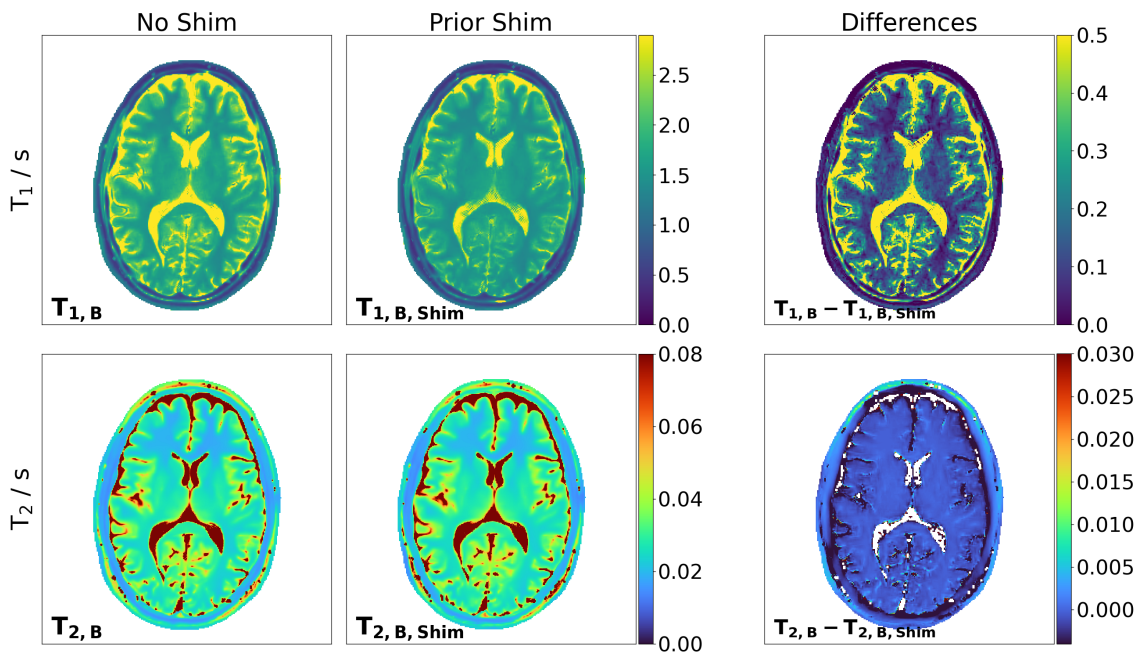 No Shim
Prior Shim
Differences
T1 / s
T1, B
T1, B, Shim
2.5
2.0
1.5
1.0
0.5
0.0
T1, B − T1, B, Shim
0.5
0.4
0.3
0.2
0.1
0.0
T2 / s
T2, B
T2, B, Shim
0.08
0.06
0.04
0.02
0.00
T2, B − T2, B, Shim
0.030
0.025
0.020
0.015
0.010
0.005
0.000